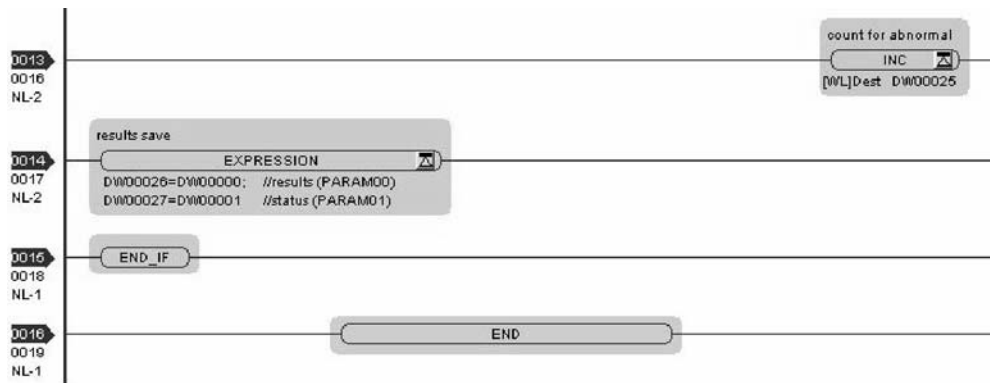 count for abnormal
0013
INC
0016
[WL]Dest DW00025
NL-2
results save
0014
EXPRESSION
0017
DW00026=DW00000; //results (PARAM00)
NL-2
DW00027=DW00001 //status (PARAM01)
0015
END_IF
0018
NL-1
0016
END
0019
NL-1